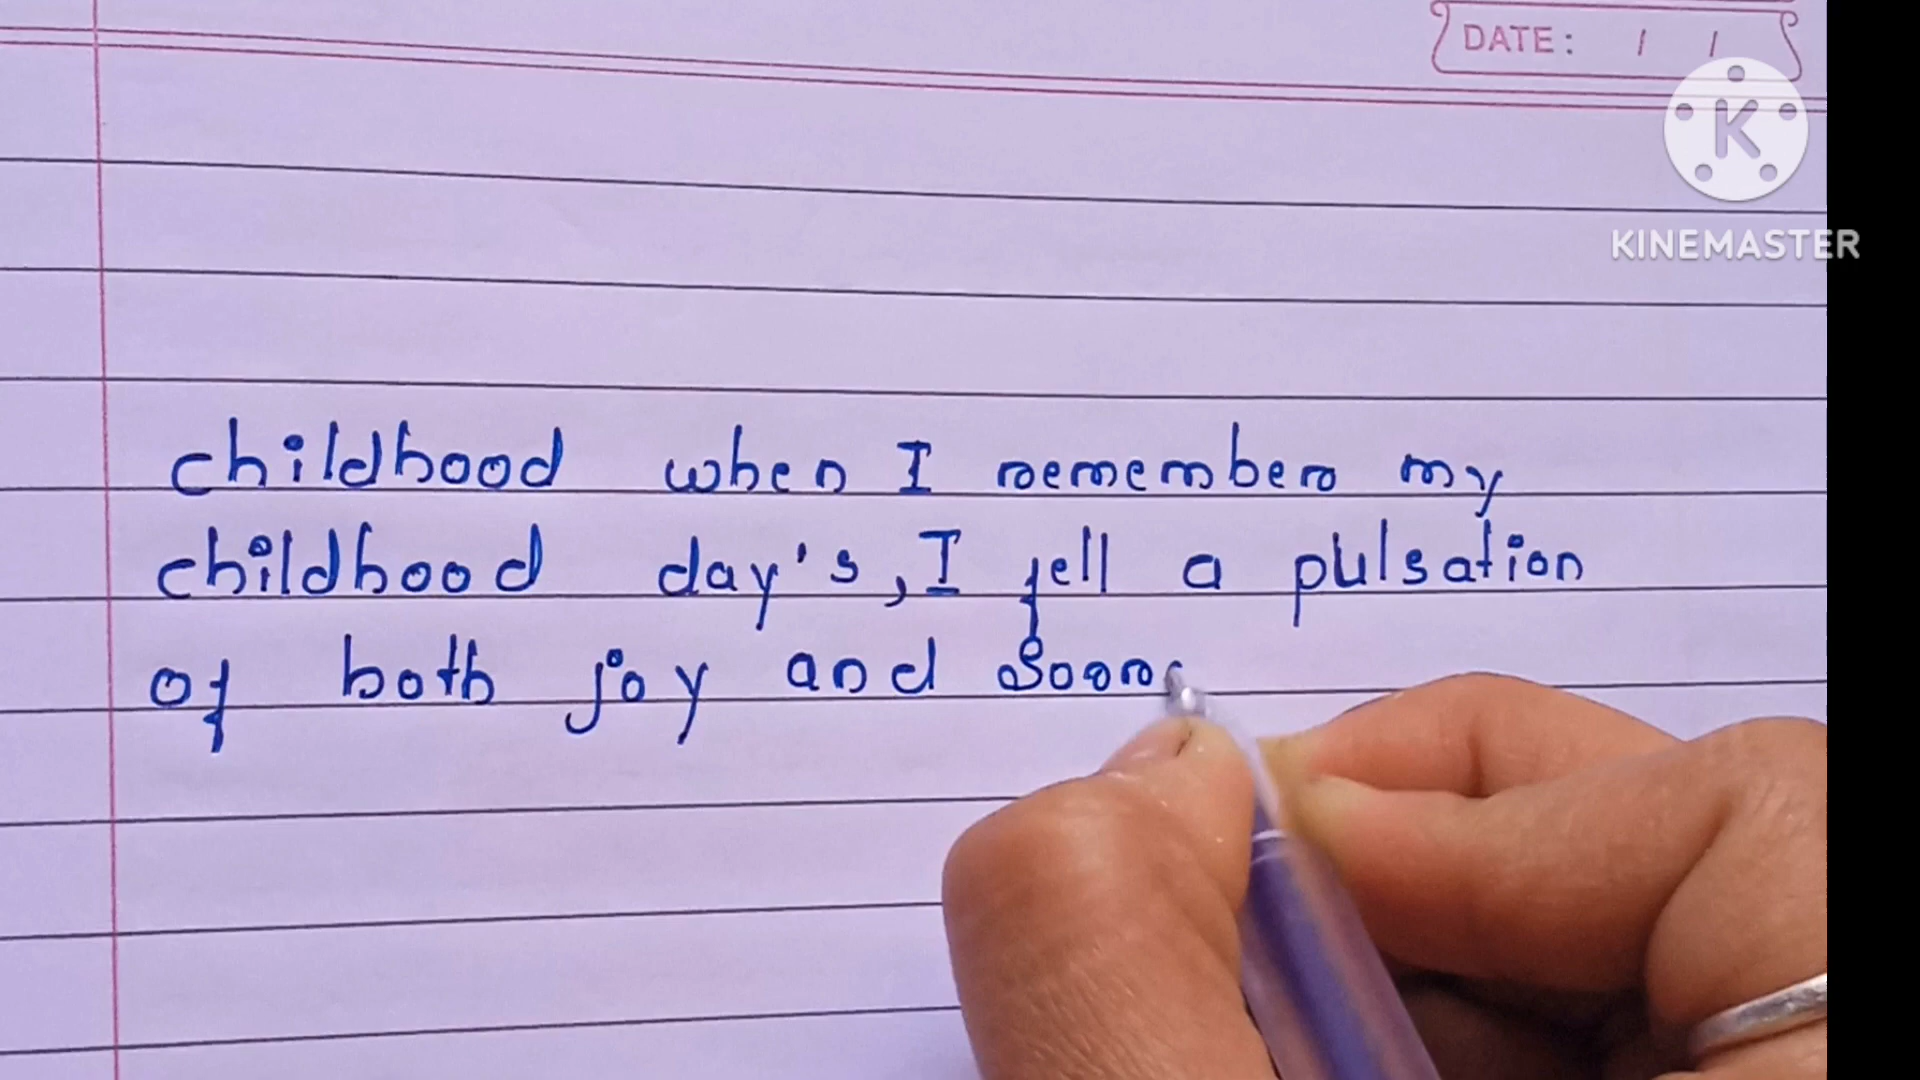 DATE: / /
K
KINEMASTER
childhood when I remember my
childhood day's, I fell a pulsation
of both joy and